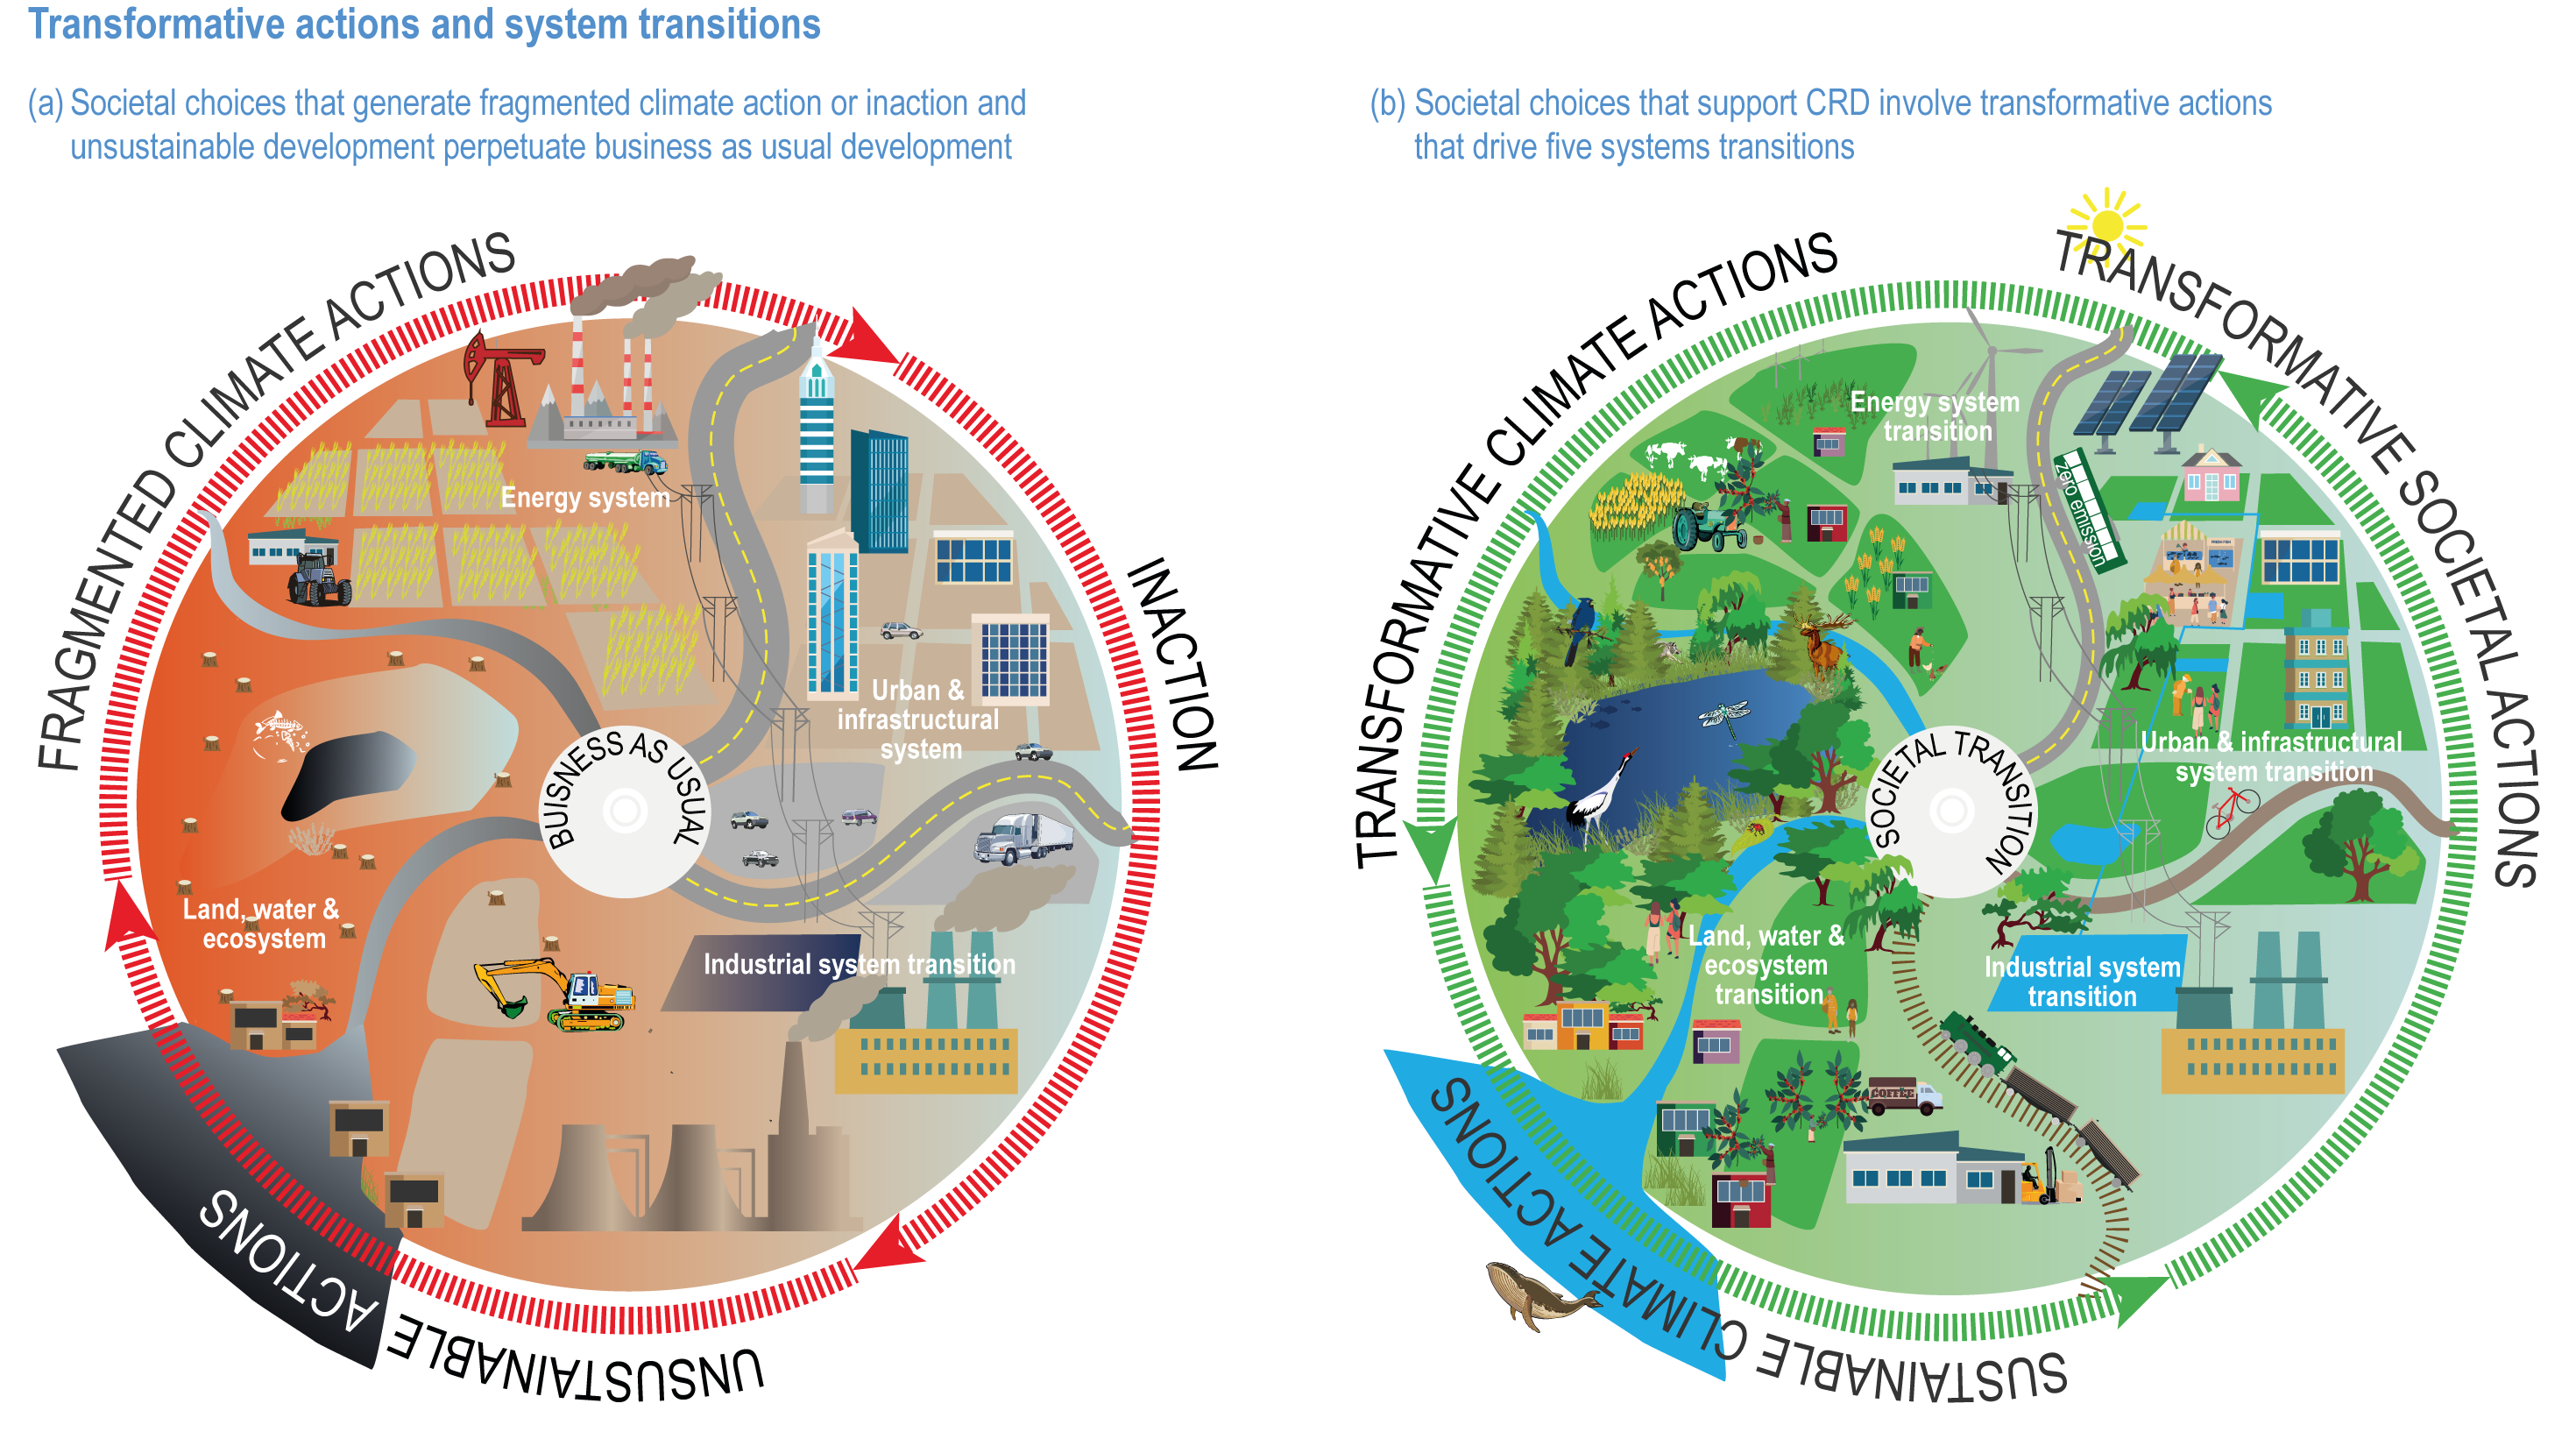 Transformative actions and system transitions
(a) Societal choices that generate fragmented climate action or inaction and
unsustainable development perpetuate business as usual development
FRAGMENTED CLIMATE ACTIONS
INACTION
UNSUSTAINABLE ACTIONS
Energy system
Urban &
infrastructural
system
BUISNESS AS USUAL
Land, water &
ecosystem
Industrial system transition
(b) Societal choices that support CRD involve transformative actions
that drive five systems transitions
TRANSFORMATIVE CLIMATE ACTIONS
TRANSFORMATIVE SOCIETAL ACTIONS
SUSTAINABLE CLIMATE ACTIONS
Energy system
transition
zero emission
Urban & infrastructural
system transition
SOCIETAL TRANSITION
Land, water &
ecosystem
transition
Industrial system
transition
COFFEE